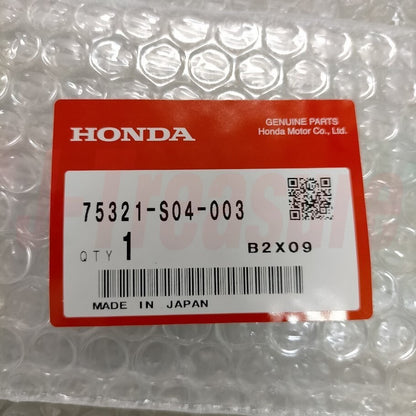 HONDA
GENUINE PARTS
Honda Motor Co., Ltd.
75321-S04-003
QTY 1
B2X09
MADE IN JAPAN